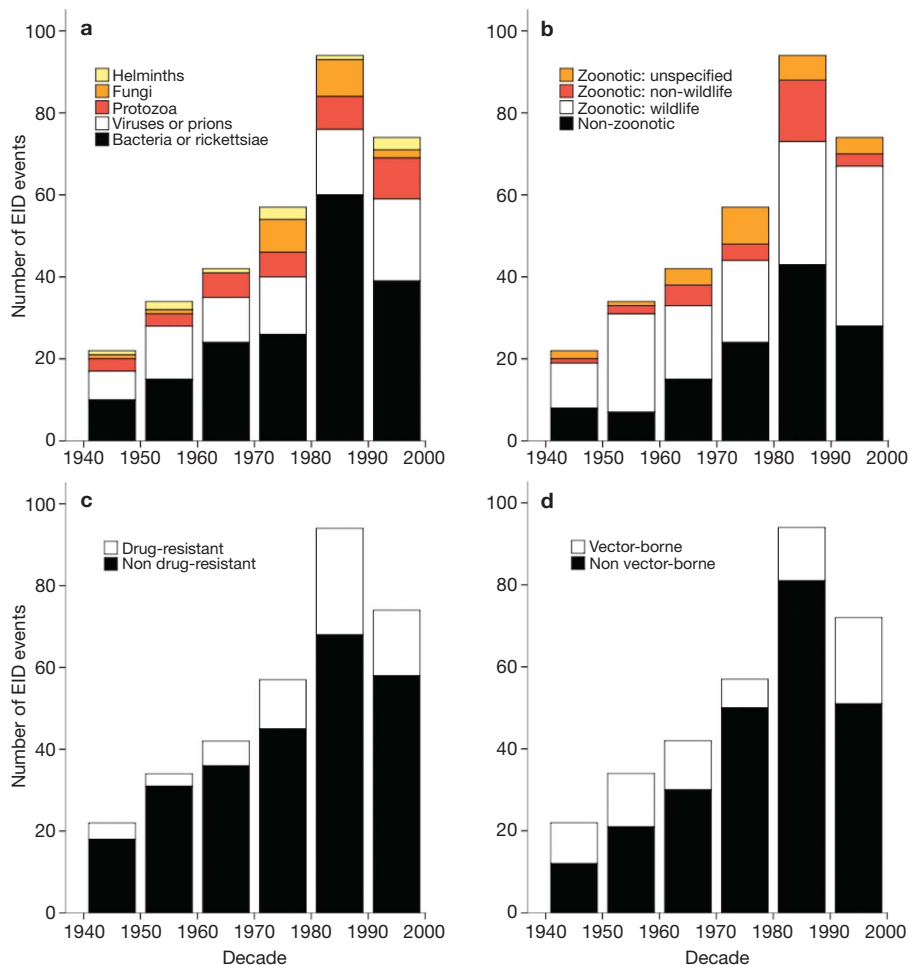 a
Helminths
Fungi
Protozoa
Viruses or prions
Bacteria or rickettsiae
Number of EID events
100
80
60
40
20
0
1940 1950 1960 1970 1980 1990 2000
b
Zoonotic: unspecified
Zoonotic: non-wildlife
Zoonotic: wildlife
Non-zoonotic
100
80
60
40
20
0
1940 1950 1960 1970 1980 1990 2000
c
Drug-resistant
Non drug-resistant
Number of EID events
100
80
60
40
20
0
1940 1950 1960 1970 1980 1990 2000
Decade
d
Vector-borne
Non vector-borne
100
80
60
40
20
0
1940 1950 1960 1970 1980 1990 2000
Decade